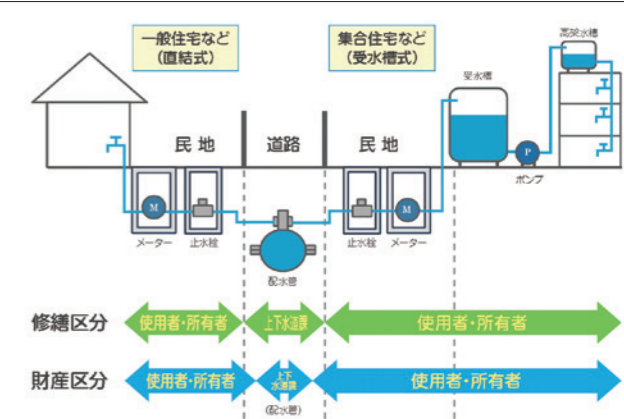 一般住宅など
(直結式)
集合住宅など
(受水槽式)
高架水槽
受水槽
民地
道路
民地
P
ポンプ
M
M
メーター
止水栓
止水栓
メーター
配水管
修繕区分
使用者・所有者
上下水道課
使用者・所有者
財産区分
使用者・所有者
上下
水道課
使用者・所有者
(配水管)